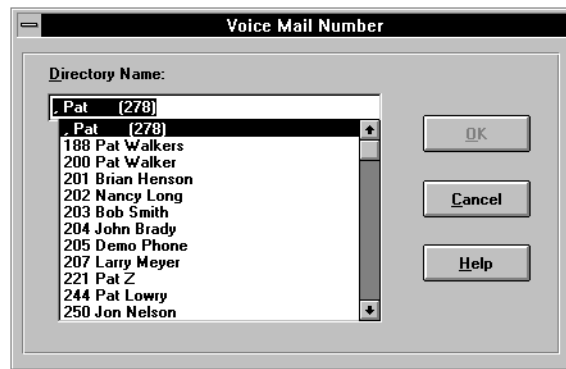 Voice Mail Number
Directory Name:
, Pat (278)
, Pat (278)
188 Pat Walkers
200 Pat Walker
201 Brian Henson
202 Nancy Long
203 Bob Smith
204 John Brady
205 Demo Phone
207 Larry Meyer
221 Pat Z
244 Pat Lowry
250 Jon Nelson
OK
Cancel
Help